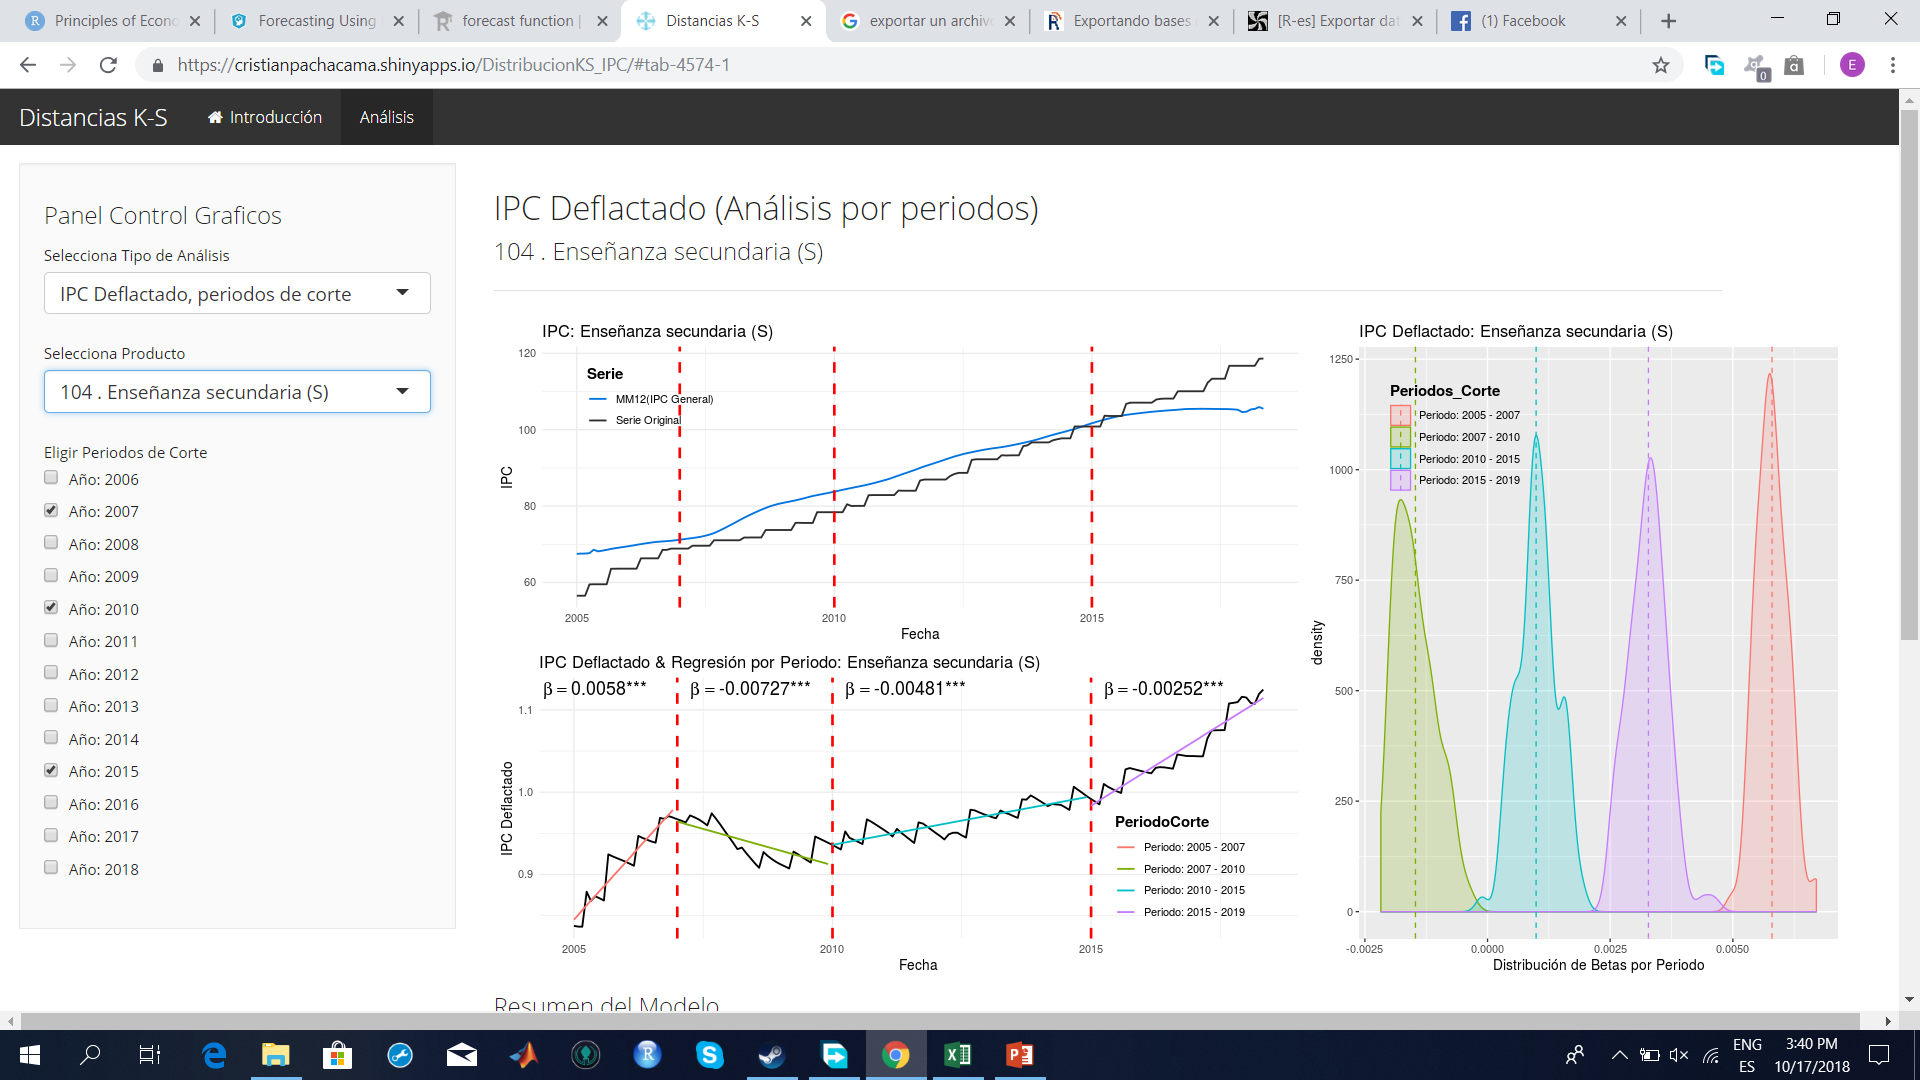 Principles of Econo
Forecasting Using
forecast function |
Distancias K-S
exportar un archivo
Exportando bases
[R-es] Exportar dat
(1) Facebook
https://cristianpachacama.shinyapps.io/DistribucionKS_IPC/#tab-4574-1
0
a
E
Distancias K-S
Introducción
Análisis
Panel Control Graficos
Selecciona Tipo de Análisis
IPC Deflactado, periodos de corte
Selecciona Producto
104 . Enseñanza secundaria (S)
Eligir Periodos de Corte
Año: 2006
Año: 2007
Año: 2008
Año: 2009
Año: 2010
Año: 2011
Año: 2012
Año: 2013
Año: 2014
Año: 2015
Año: 2016
Año: 2017
Año: 2018
IPC Deflactado (Análisis por periodos)
104 . Enseñanza secundaria (S)
IPC: Enseñanza secundaria (S)
Serie
MM12(IPC General)
Serie Original
120
100
80
60
IPC
2005
2010
2015
Fecha
IPC Deflactado & Regresión por Periodo: Enseñanza secundaria (S)
β = 0.0058***
β = -0.00727***
β = -0.00481***
β = -0.00252***
1.1
1.0
0.9
IPC Deflactado
PeriodoCorte
Periodo: 2005 - 2007
Periodo: 2007 - 2010
Periodo: 2010 - 2015
Periodo: 2015 - 2019
2005
2010
2015
Fecha
IPC Deflactado: Enseñanza secundaria (S)
Periodos_Corte
Periodo: 2005 - 2007
Periodo: 2007 - 2010
Periodo: 2010 - 2015
Periodo: 2015 - 2019
1250
1000
750
500
250
0
density
-0.0025
0.0000
0.0025
0.0050
Distribución de Betas por Periodo
Resumen del Modelo
ENG
ES
3:40 PM
10/17/2018